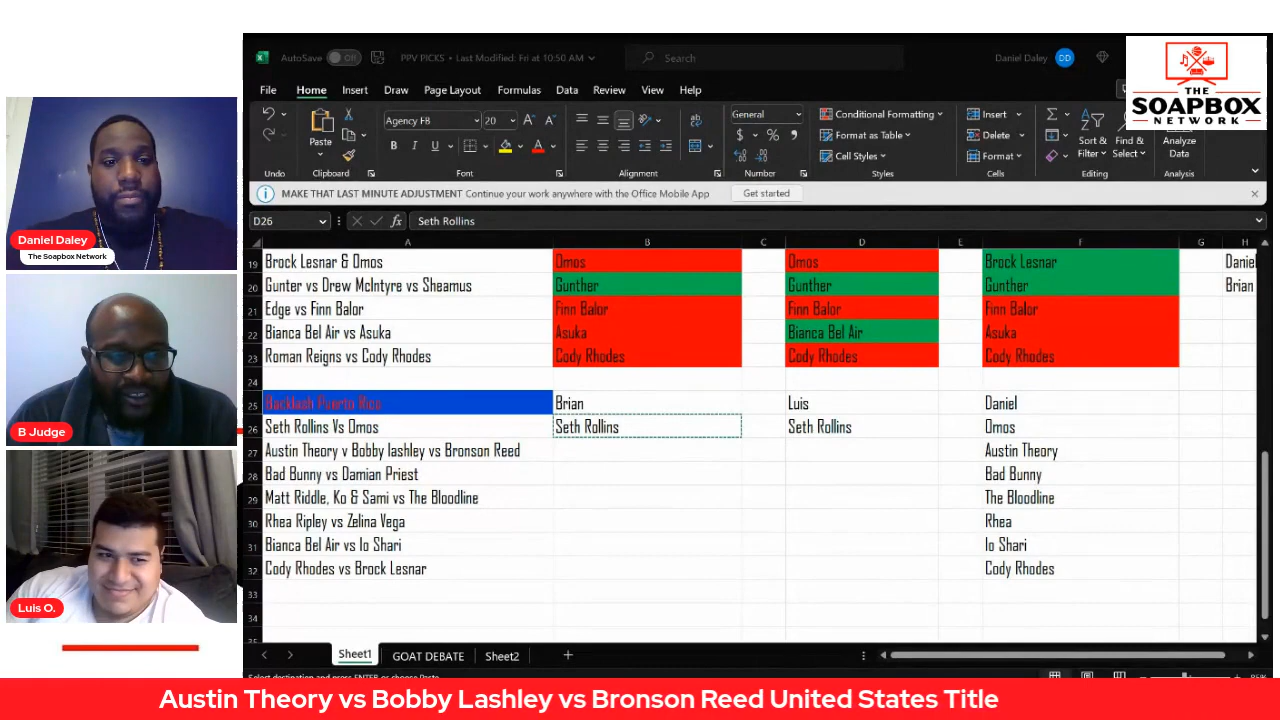 AutoSave Off PPV PICKS • Last Modified: Fri at 10:50 AM Search Daniel Daley DD
File Home Insert Draw Page Layout Formulas Data Review View Help
THE
SOAPBOX
NETWORK
Paste
Agency FB 20
B I U
General
$ % 9
Conditional Formatting
Format as Table
Cell Styles
Insert
Delete
Format
Sort & Filter
Find & Select
Analyze Data
Undo Clipboard Font Alignment Number Styles Cells Editing Analysis
MAKE THAT LAST MINUTE ADJUSTMENT Continue your work anywhere with the Office Mobile App Get started
D26 fx Seth Rollins
A B C D E F G H
19 Brock Lesnar & Omos Omos Omos Brock Lesnar Daniel
20 Gunter vs Drew McIntyre vs Sheamus Gunther Gunther Gunther Brian
21 Edge vs Finn Balor Finn Balor Finn Balor Finn Balor
22 Bianca Bel Air vs Asuka Asuka Bianca Bel Air Asuka
23 Roman Reigns vs Cody Rhodes Cody Rhodes Cody Rhodes Cody Rhodes
24
25 Backlash Puerto Rico Brian Luis Daniel
26 Seth Rollins Vs Omos Seth Rollins Seth Rollins Omos
27 Austin Theory v Bobby lashley vs Bronson Reed Austin Theory
28 Bad Bunny vs Damian Priest Bad Bunny
29 Matt Riddle, Ko & Sami vs The Bloodline The Bloodline
30 Rhea Ripley vs Zelina Vega Rhea
31 Bianca Bel Air vs Io Shari Io Shari
32 Cody Rhodes vs Brock Lesnar Cody Rhodes
33
34
Sheet1 GOAT DEBATE Sheet2
Daniel Daley
The Soapbox Network
B Judge
Luis O.
Austin Theory vs Bobby Lashley vs Bronson Reed United States Title